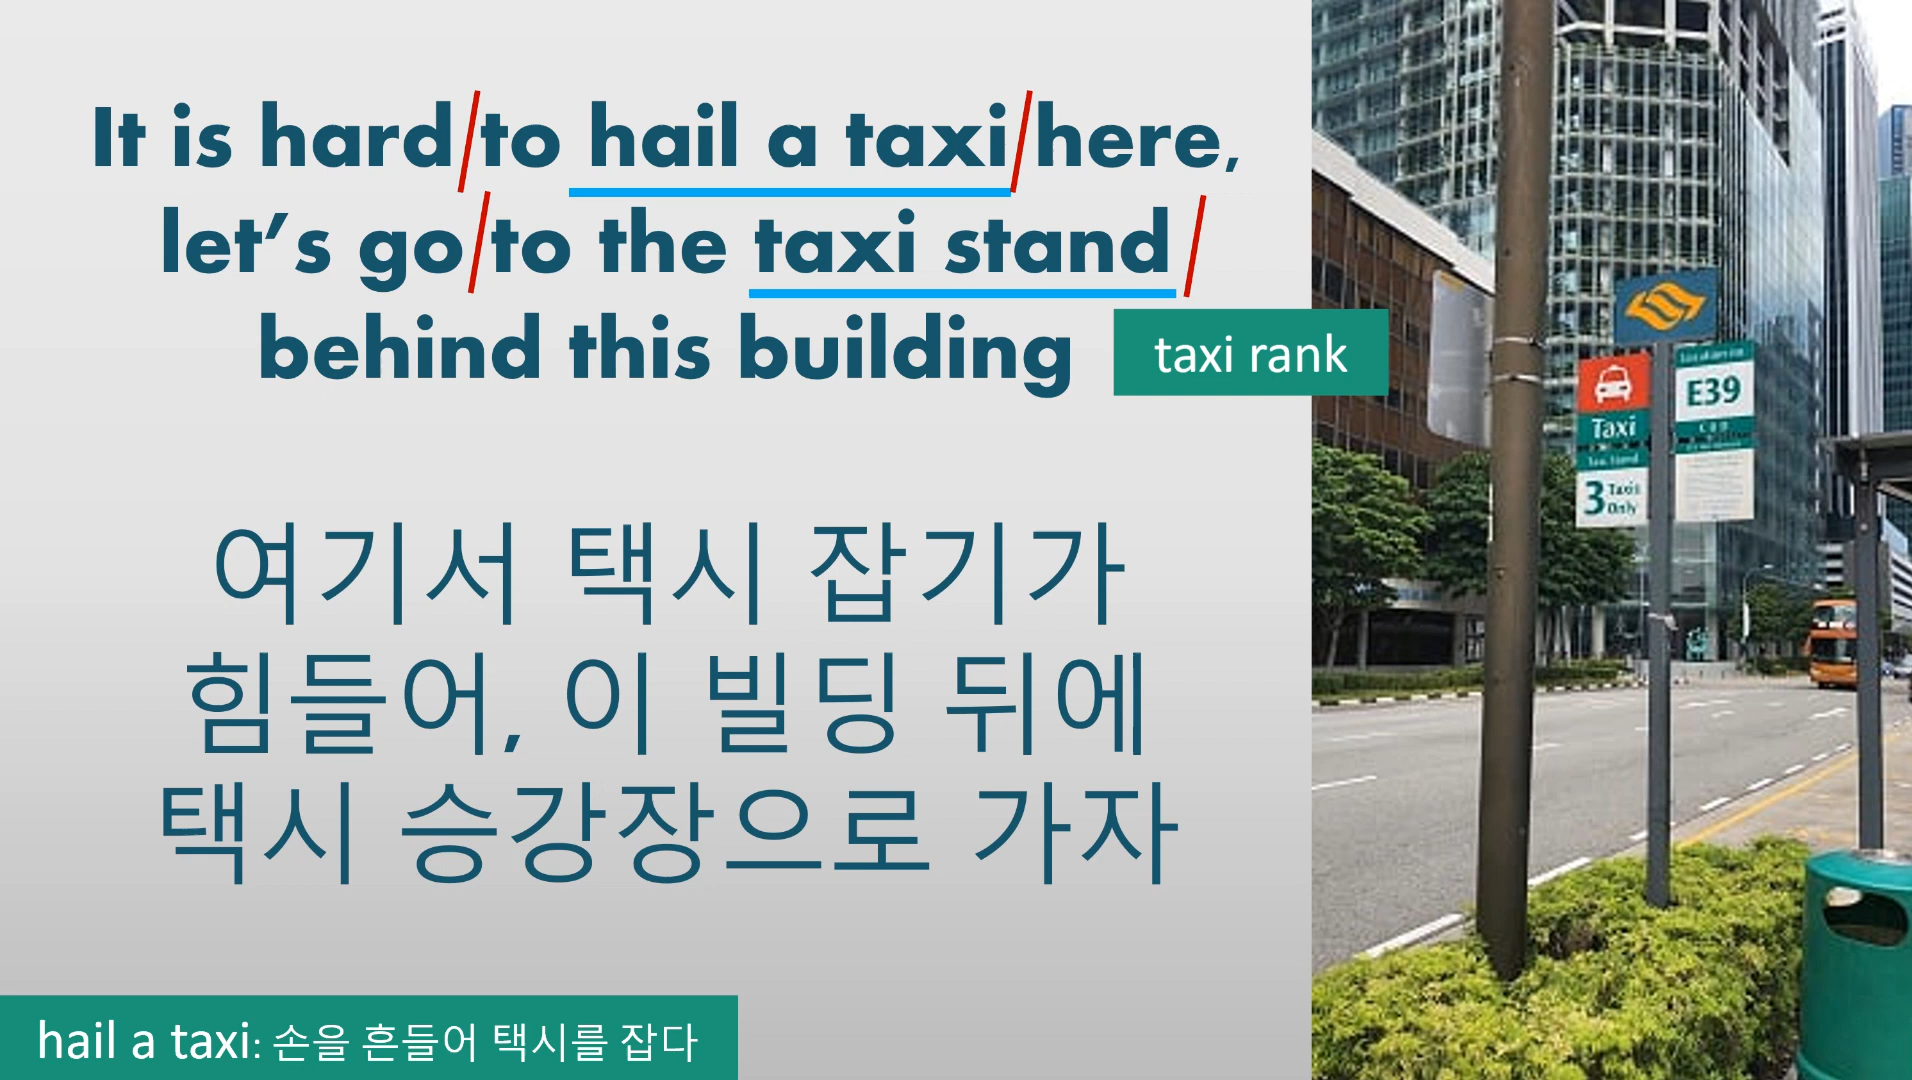 It is hard/to hail a taxi/here,
let’s go/to the taxi stand/
behind this building
taxi rank
여기서 택시 잡기가
힘들어, 이 빌딩 뒤에
택시 승강장으로 가자
hail a taxi: 손을 흔들어 택시를 잡다
Taxi
Taxi Stand
3 Taxis
Only
E39